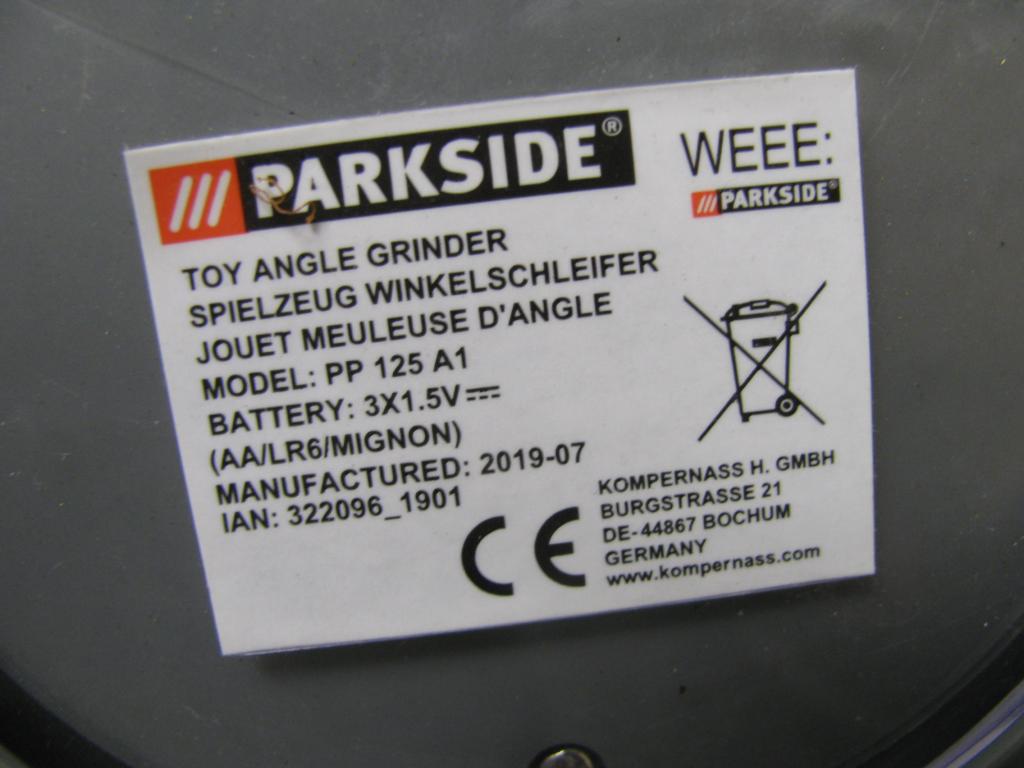 PARKSIDE®
TOY ANGLE GRINDER
SPIELZEUG WINKELSCHLEIFER
JOUET MEULEUSE D'ANGLE
MODEL: PP 125 A1
BATTERY: 3X1.5V⎓
(AA/LR6/MIGNON)
MANUFACTURED: 2019-07
IAN: 322096_1901
CE
WEEE:
PARKSIDE®
KOMPERNASS H. GMBH
BURGSTRASSE 21
DE-44867 BOCHUM
GERMANY
www.kompernass.com